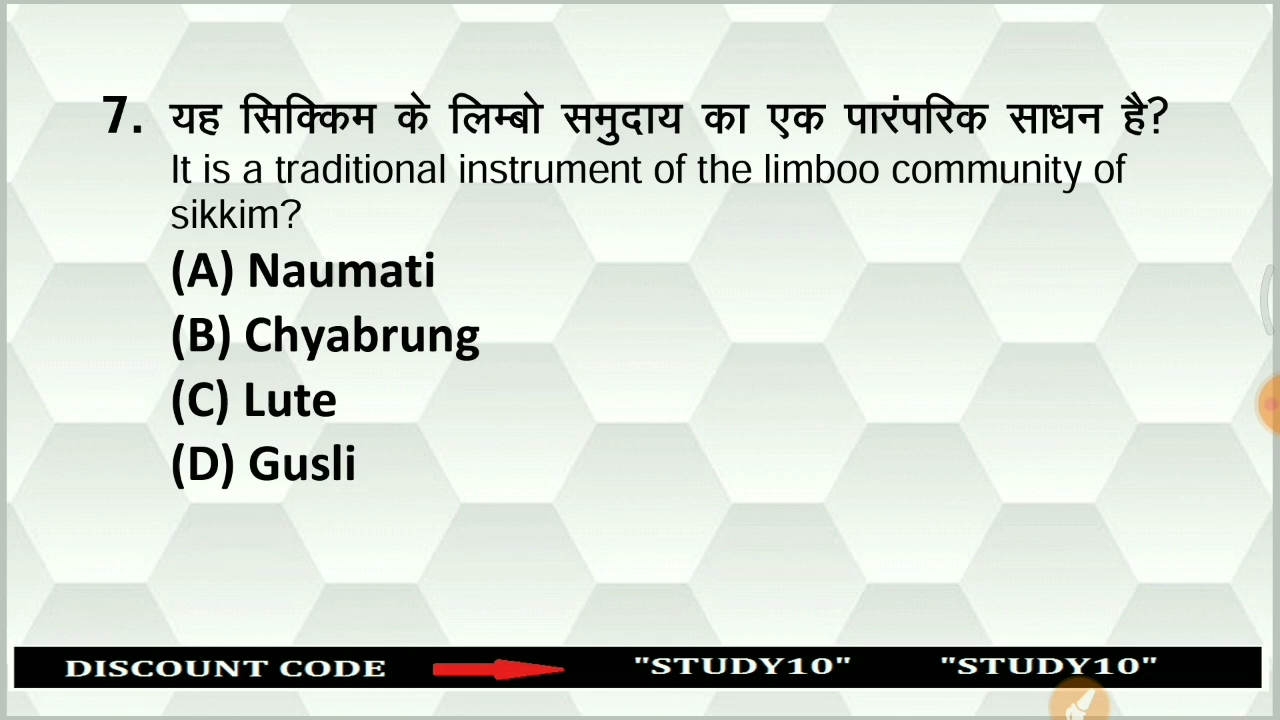 7. यह सिक्किम के लिम्बो समुदाय का एक पारंपरिक साधन है?
It is a traditional instrument of the limboo community of
sikkim?
(A) Naumati
(B) Chyabrung
(C) Lute
(D) Gusli
DISCOUNT CODE "STUDY10" "STUDY10"